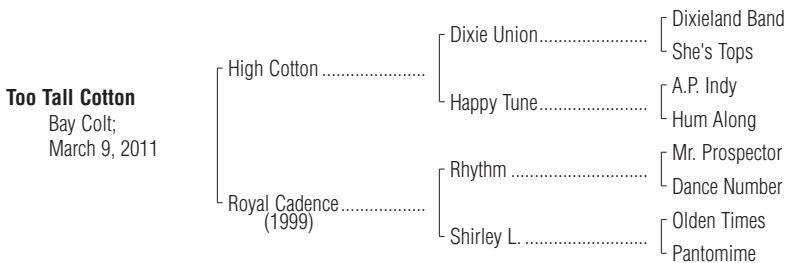 Too Tall Cotton
Bay Colt;
March 9, 2011
High Cotton ......................
Royal Cadence..................
(1999)
Dixie Union.......................
Happy Tune.......................
Rhythm .............................
Shirley L. ..........................
Dixieland Band
She's Tops
A.P. Indy
Hum Along
Mr. Prospector
Dance Number
Olden Times
Pantomime